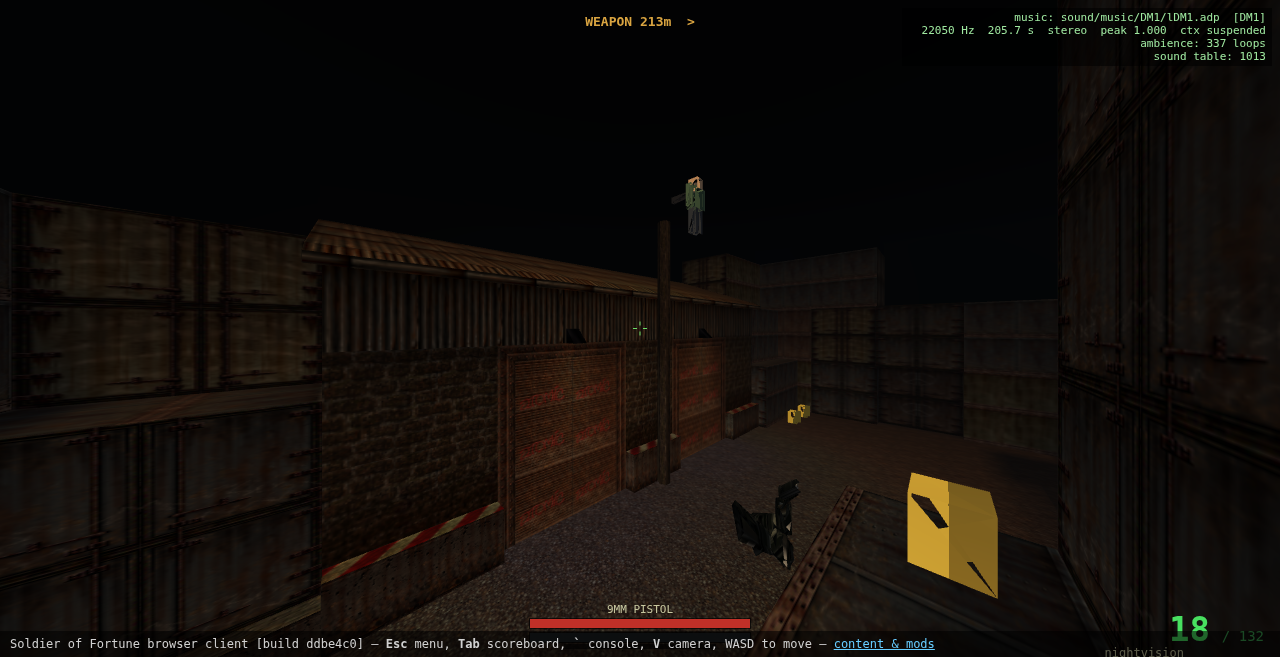 WEAPON 213m >
music: sound/music/DM1/lDM1.adp [DM1]
22050 Hz 205.7 s stereo peak 1.000 ctx suspended
ambience: 337 loops
sound table: 1013
9MM PISTOL
18 / 132
Soldier of Fortune browser client [build ddbe4c0] — Esc menu, Tab scoreboard, ` console, V camera, WASD to move — content & mods
nightvision